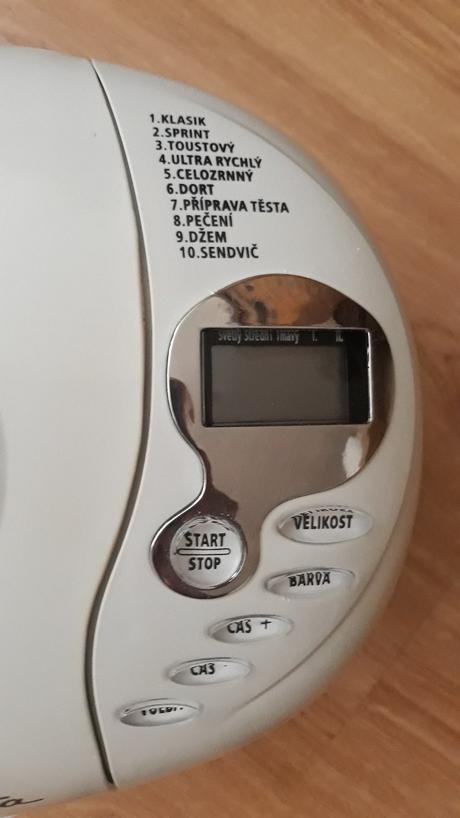 1.KLASIK
2.SPRINT
3.TOUSTOVÝ
4.ULTRA RYCHLÝ
5.CELOZRNNÝ
6.DORT
7.PŘÍPRAVA TĚSTA
8.PEČENÍ
9.DŽEM
10.SENDVIČ
Světlý Střední Tmavý I. II.
VELIKOST
START
STOP
BARVA
ČAS +
ČAS -